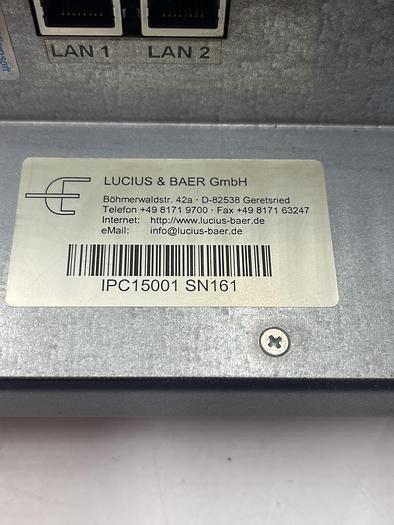 LAN 1 LAN 2
LUCIUS & BAER GmbH
Böhmerwaldstr. 42a · D-82538 Geretsried
Telefon +49 8171 9700 · Fax +49 8171 63247
Internet: http://www.lucius-baer.de
eMail: info@lucius-baer.de
IPC15001 SN161